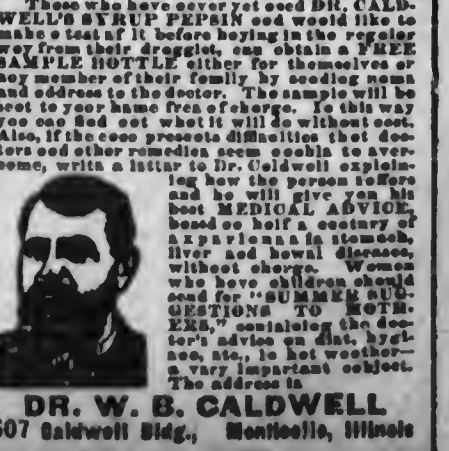 Those who have never yet used DR. CALD-
WELL'S SYRUP PEPSIN and would like to
make a test of it before buying in the regular
way from their druggist, can obtain a FREE
SAMPLE BOTTLE either for themselves or
any member of their family by sending name
and address to the doctor. The sample will be
sent to your home free of charge. In this way
you can find out what it will do without cost.
Also, if the case presents difficulties that doc-
tors and other remedies seem unable to over-
come, write a letter to Dr. Caldwell explain-
ing how the person suffers
and he will give you his
best MEDICAL ADVICE,
based on half a century of
experience in stomach,
liver and bowel diseases,
without charge. Women
who have children should
send for "SUMMER SUG-
GESTIONS TO MOTH-
ERS," containing the doc-
tor's advice on diet, hygi-
ene, etc., in hot weather—
a very important subject.
The address is
DR. W. B. CALDWELL
507 Caldwell Bldg., Monticello, Illinois